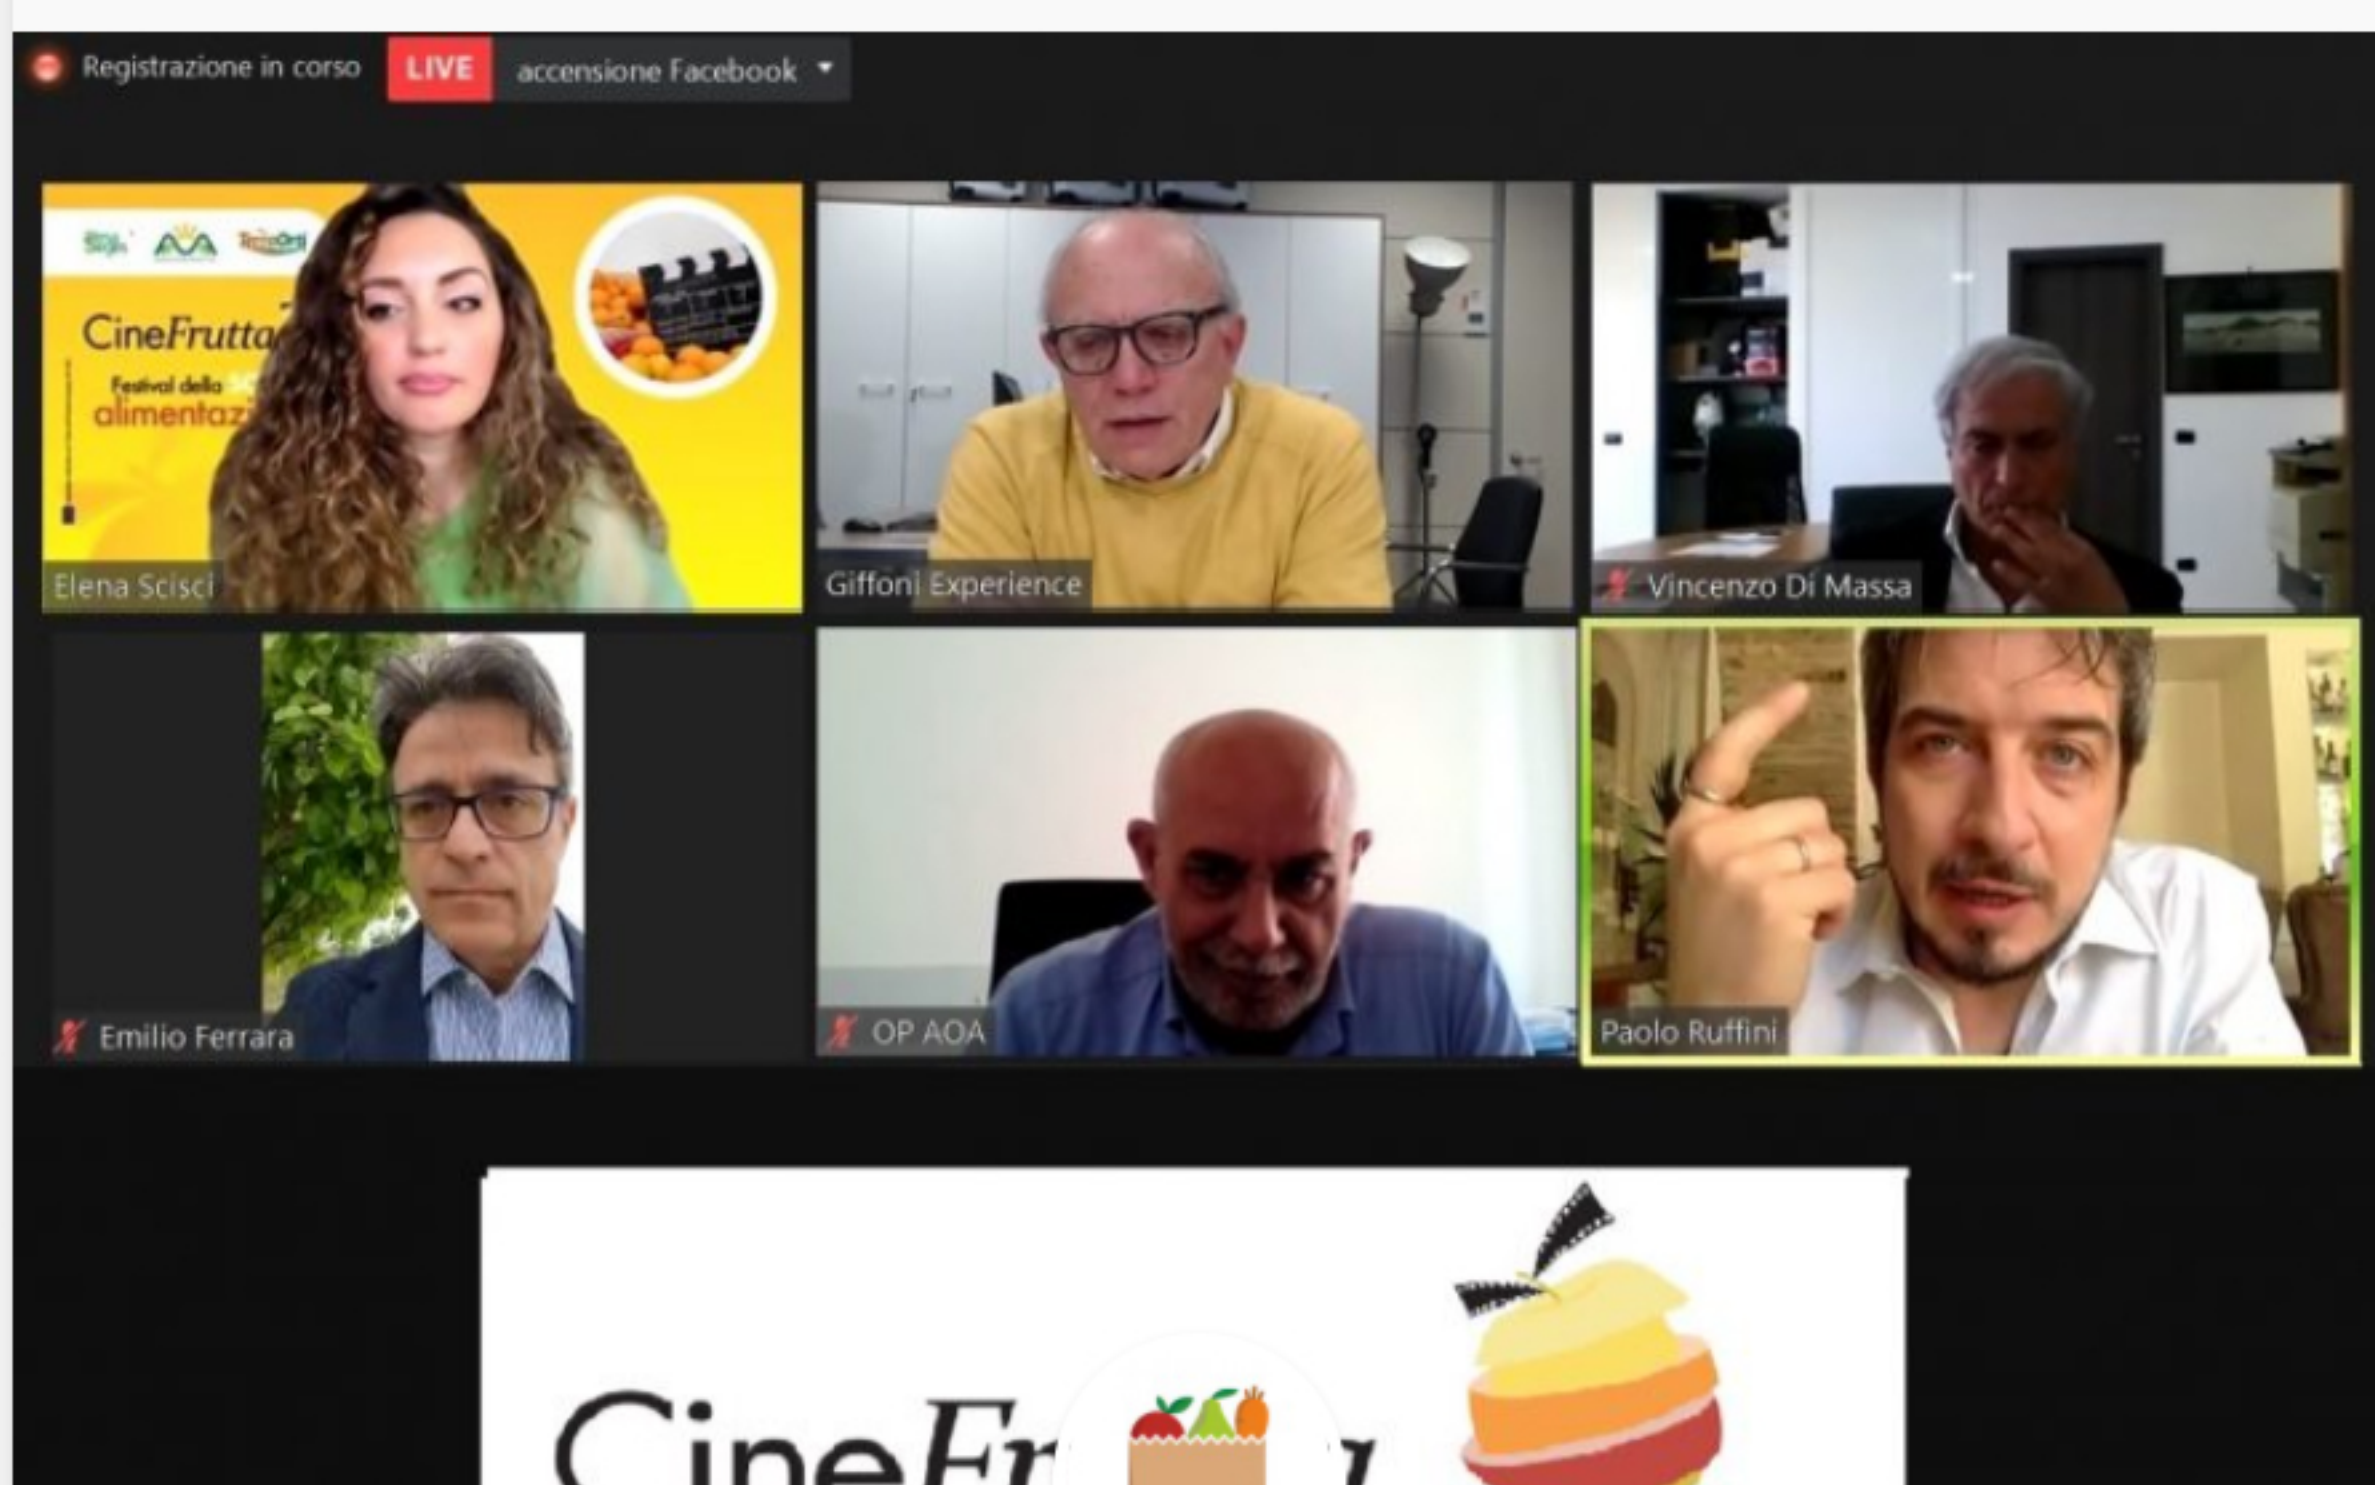 Registrazione in corso
LIVE
accensione Facebook
CineFrutta
Festival della
alimentazi
Elena Scisci
Giffoni Experience
Vincenzo Di Massa
Emilio Ferrara
OP AOA
Paolo Ruffini
CineFr a